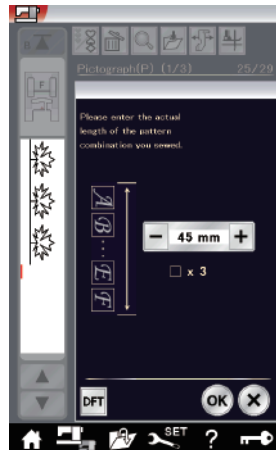 B
F
Pictograph(P) (1/3) 25/29
Please enter the actual
length of the pattern
combination you sewed.
A
B
E
F
− 45 mm +
x 3
DFT OK X
SET ?